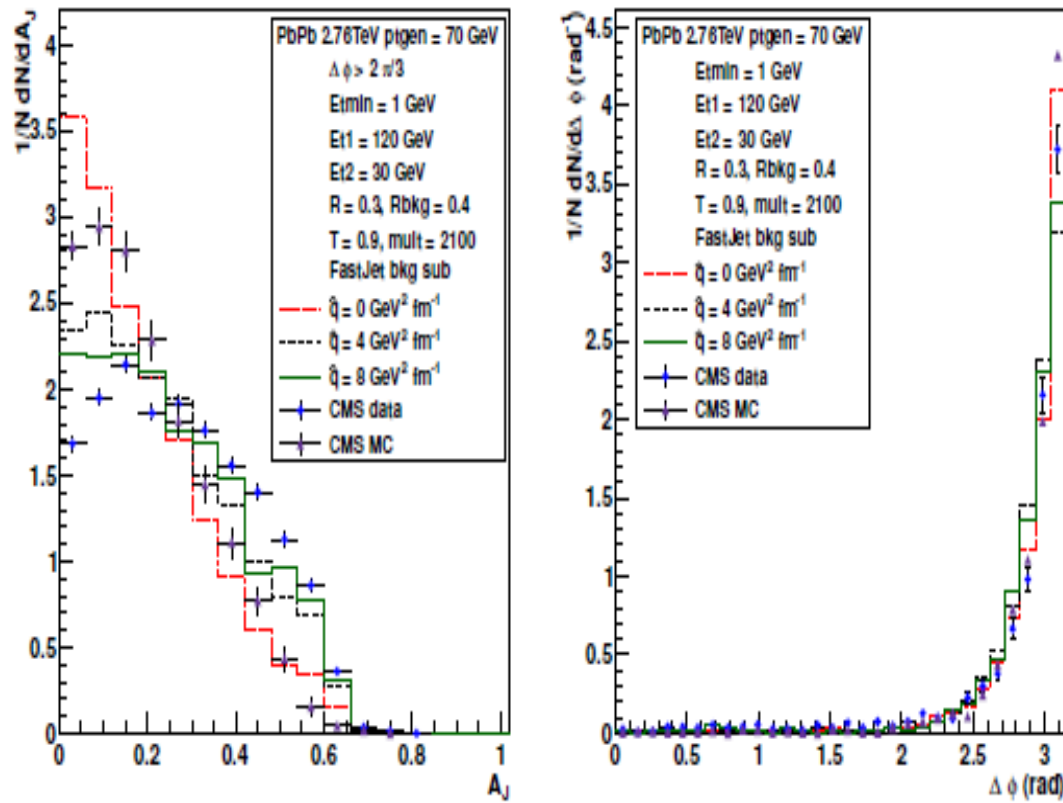 1/N dN/dA_J
4
3.5
3
2.5
2
1.5
1
0.5
0
0 0.2 0.4 0.6 0.8 1
A_J
PbPb 2.76TeV ptgen = 70 GeV
Δϕ > 2 π/3
Etmin = 1 GeV
Et1 = 120 GeV
Et2 = 30 GeV
R = 0.3, Rbkg = 0.4
T = 0.9, mult = 2100
FastJet bkg sub
q̂ = 0 GeV² fm⁻¹
q̂ = 4 GeV² fm⁻¹
q̂ = 8 GeV² fm⁻¹
CMS data
CMS MC
1/N dN/dΔ ϕ (rad⁻¹)
4.5
4
3.5
3
2.5
2
1.5
1
0.5
0
0 0.5 1 1.5 2 2.5 3
Δ ϕ (rad)
PbPb 2.76TeV ptgen = 70 GeV
Etmin = 1 GeV
Et1 = 120 GeV
Et2 = 30 GeV
R = 0.3, Rbkg = 0.4
T = 0.9, mult = 2100
FastJet bkg sub
q̂ = 0 GeV² fm⁻¹
q̂ = 4 GeV² fm⁻¹
q̂ = 8 GeV² fm⁻¹
CMS data
CMS MC